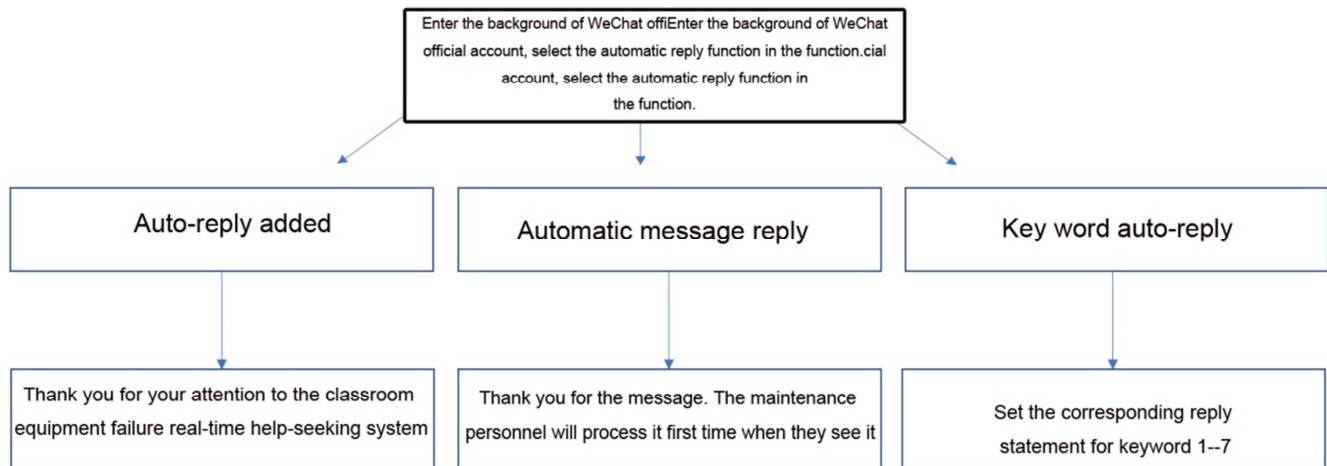 Enter the background of WeChat offiEnter the background of WeChat
official account, select the automatic reply function in the function.cial
account, select the automatic reply function in
the function.
Auto-reply added
Automatic message reply
Key word auto-reply
Thank you for your attention to the classroom
equipment failure real-time help-seeking system
Thank you for the message. The maintenance
personnel will process it first time when they see it
Set the corresponding reply
statement for keyword 1--7